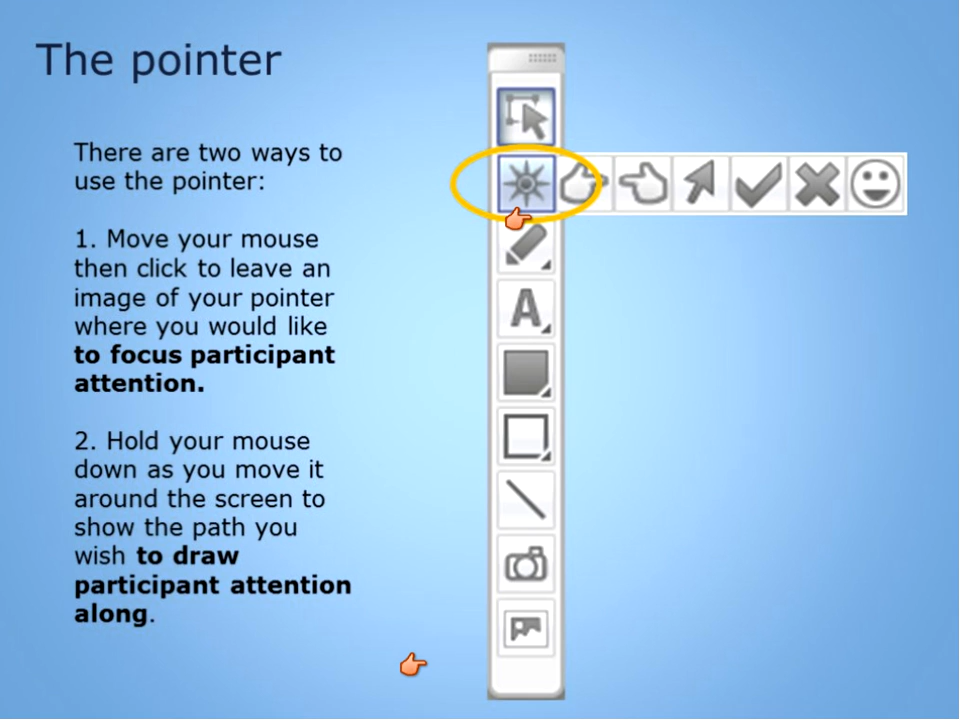 The pointer
There are two ways to
use the pointer:
1. Move your mouse
then click to leave an
image of your pointer
where you would like
to focus participant
attention.
2. Hold your mouse
down as you move it
around the screen to
show the path you
wish to draw
participant attention
along.
A